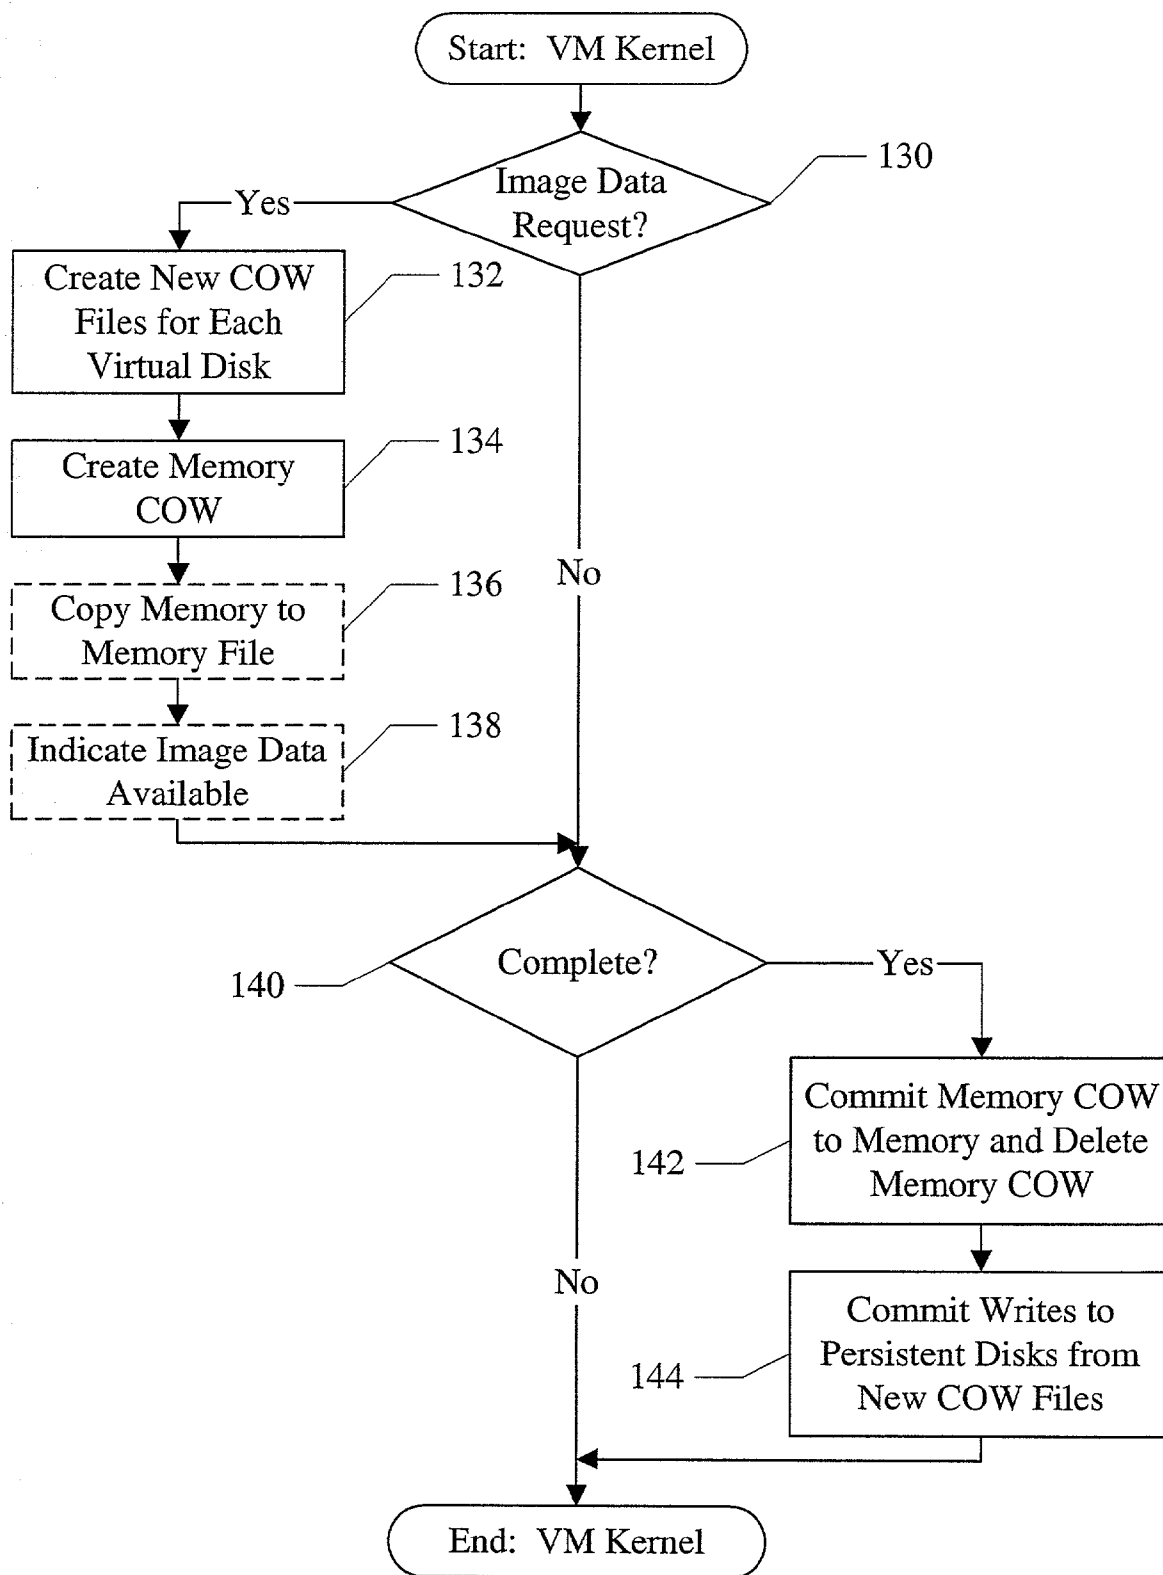 Start: VM Kernel
130
Image Data
Request?
Yes
Create New COW
Files for Each
Virtual Disk
132
134
Create Memory
COW
No
136
Copy Memory to
Memory File
138
Indicate Image Data
Available
Complete?
Yes
140
Commit Memory COW
to Memory and Delete
Memory COW
142
No
Commit Writes to
Persistent Disks from
New COW Files
144
End: VM Kernel